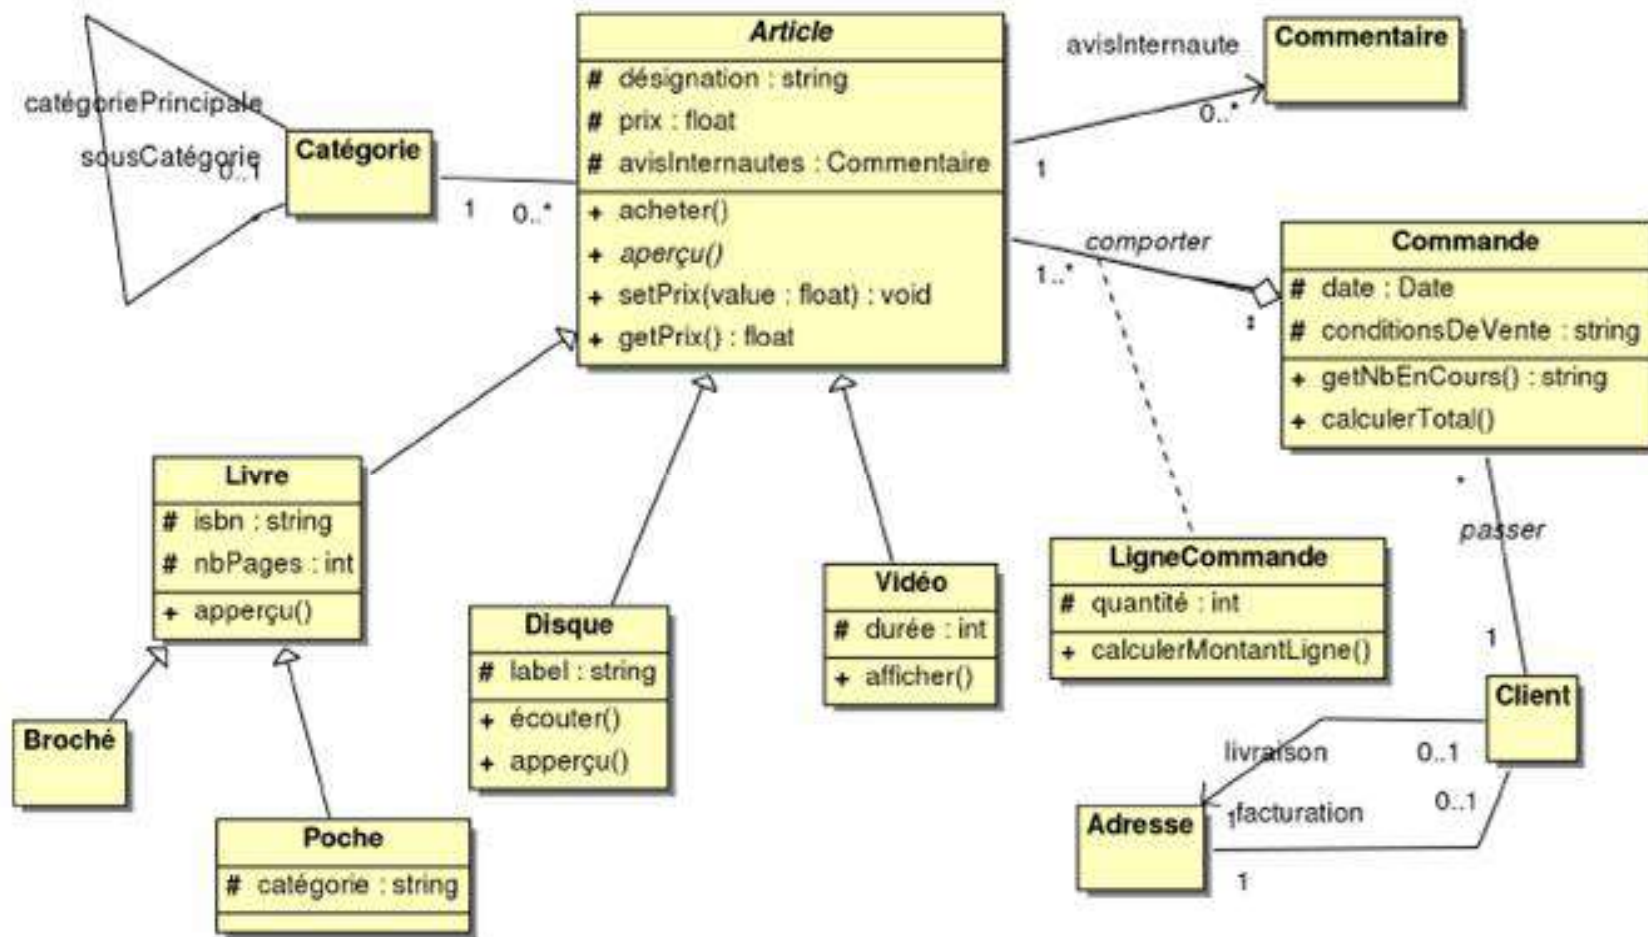 Article
# désignation : string
# prix : float
# avisInternautes : Commentaire
+ acheter()
+ aperçu()
+ setPrix(value : float) : void
+ getPrix() : float
avisInternaute
Commentaire
0..*
1
catégoriePrincipale
sousCatégorie
0..1
Catégorie
1
0..*
comporter
1..*
Commande
# date : Date
# conditionsDeVente : string
+ getNbEnCours() : string
+ calculerTotal()
*
passer
1
Livre
# isbn : string
# nbPages : int
+ apperçu()
Disque
# label : string
+ écouter()
+ apperçu()
Vidéo
# durée : int
+ afficher()
LigneCommande
# quantité : int
+ calculerMontantLigne()
Broché
Poche
# catégorie : string
Client
livraison
0..1
0..1
1
facturation
Adresse
1